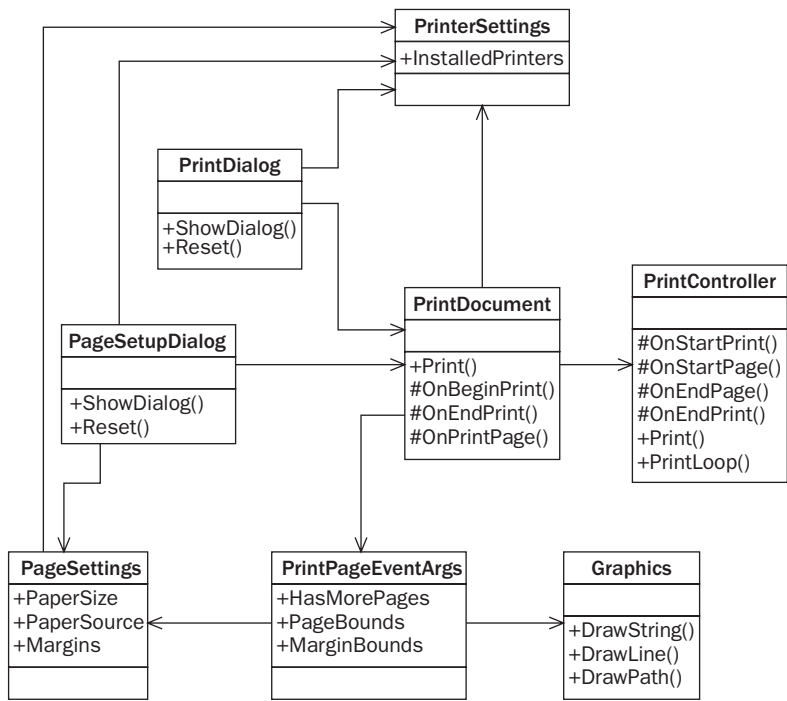 PrinterSettings
+InstalledPrinters
PrintDialog
+ShowDialog()
+Reset()
PrintController
#OnStartPrint()
#OnStartPage()
#OnEndPage()
#OnEndPrint()
+Print()
+PrintLoop()
PrintDocument
+Print()
#OnBeginPrint()
#OnEndPrint()
#OnPrintPage()
PageSetupDialog
+ShowDialog()
+Reset()
PageSettings
+PaperSize
+PaperSource
+Margins
PrintPageEventArgs
+HasMorePages
+PageBounds
+MarginBounds
Graphics
+DrawString()
+DrawLine()
+DrawPath()